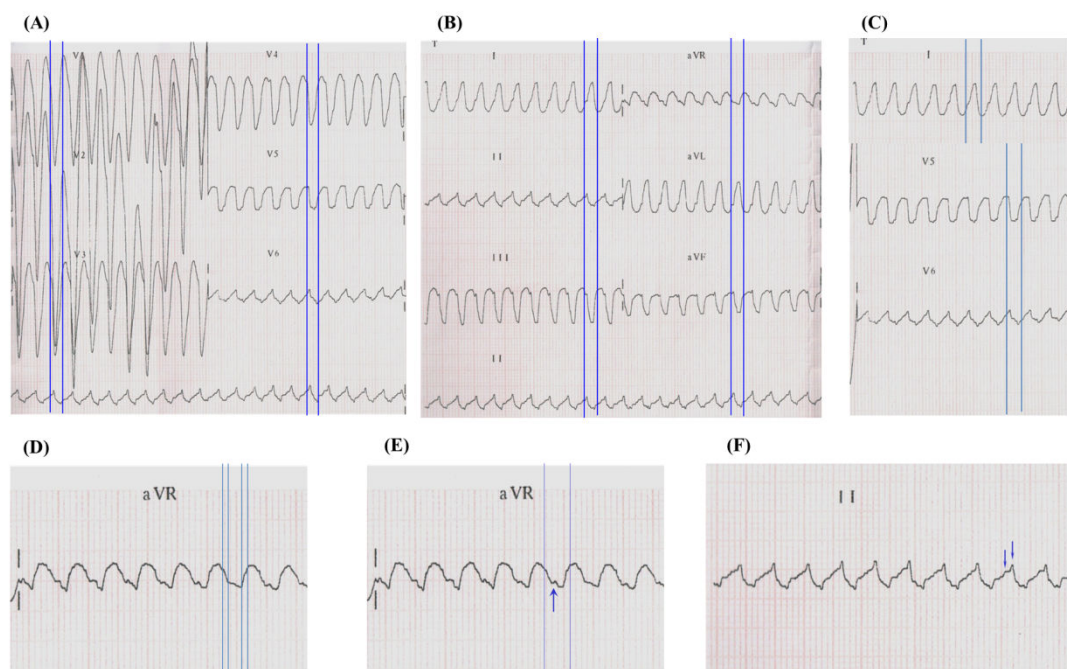 (A)
V1
V4
V2
V5
V3
V6
(B)
T
I
aVR
II
aVL
III
aVF
II
(C)
T
I
V5
V6
(D)
aVR
(E)
aVR
(F)
II